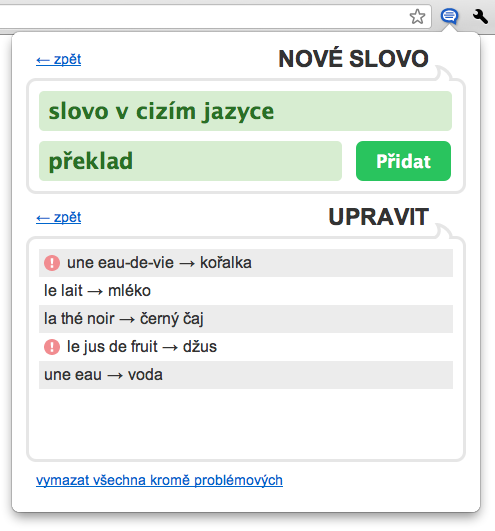 ← zpět
NOVÉ SLOVO
slovo v cizím jazyce
překlad
Přidat
← zpět
UPRAVIT
! une eau-de-vie → kořalka
le lait → mléko
la thé noir → černý čaj
! le jus de fruit → džus
une eau → voda
vymazat všechna kromě problémových